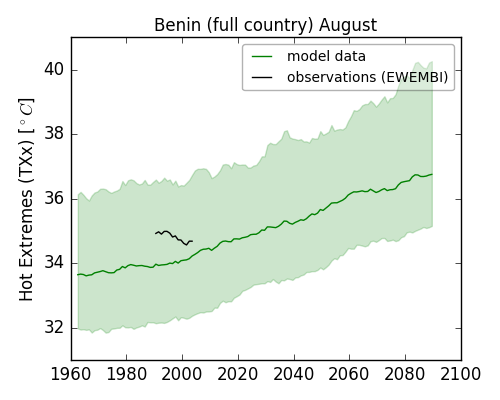 Benin (full country) August
Hot Extremes (TXx) [°C]
model data
observations (EWEMBI)
40
38
36
34
32
1960 1980 2000 2020 2040 2060 2080 2100